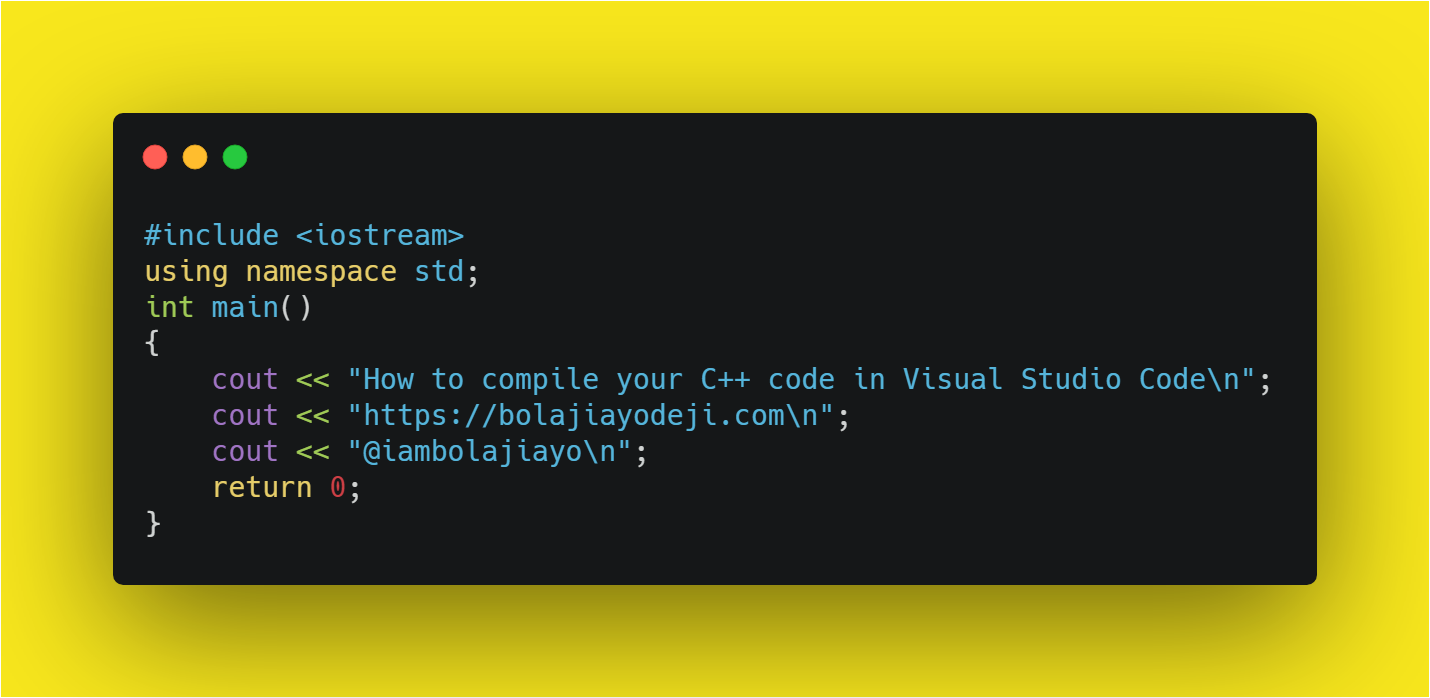 #include <iostream>
using namespace std;
int main()
{
    cout << "How to compile your C++ code in Visual Studio Code\n";
    cout << "https://bolajiayodeji.com\n";
    cout << "@iambolajiayo\n";
    return 0;
}